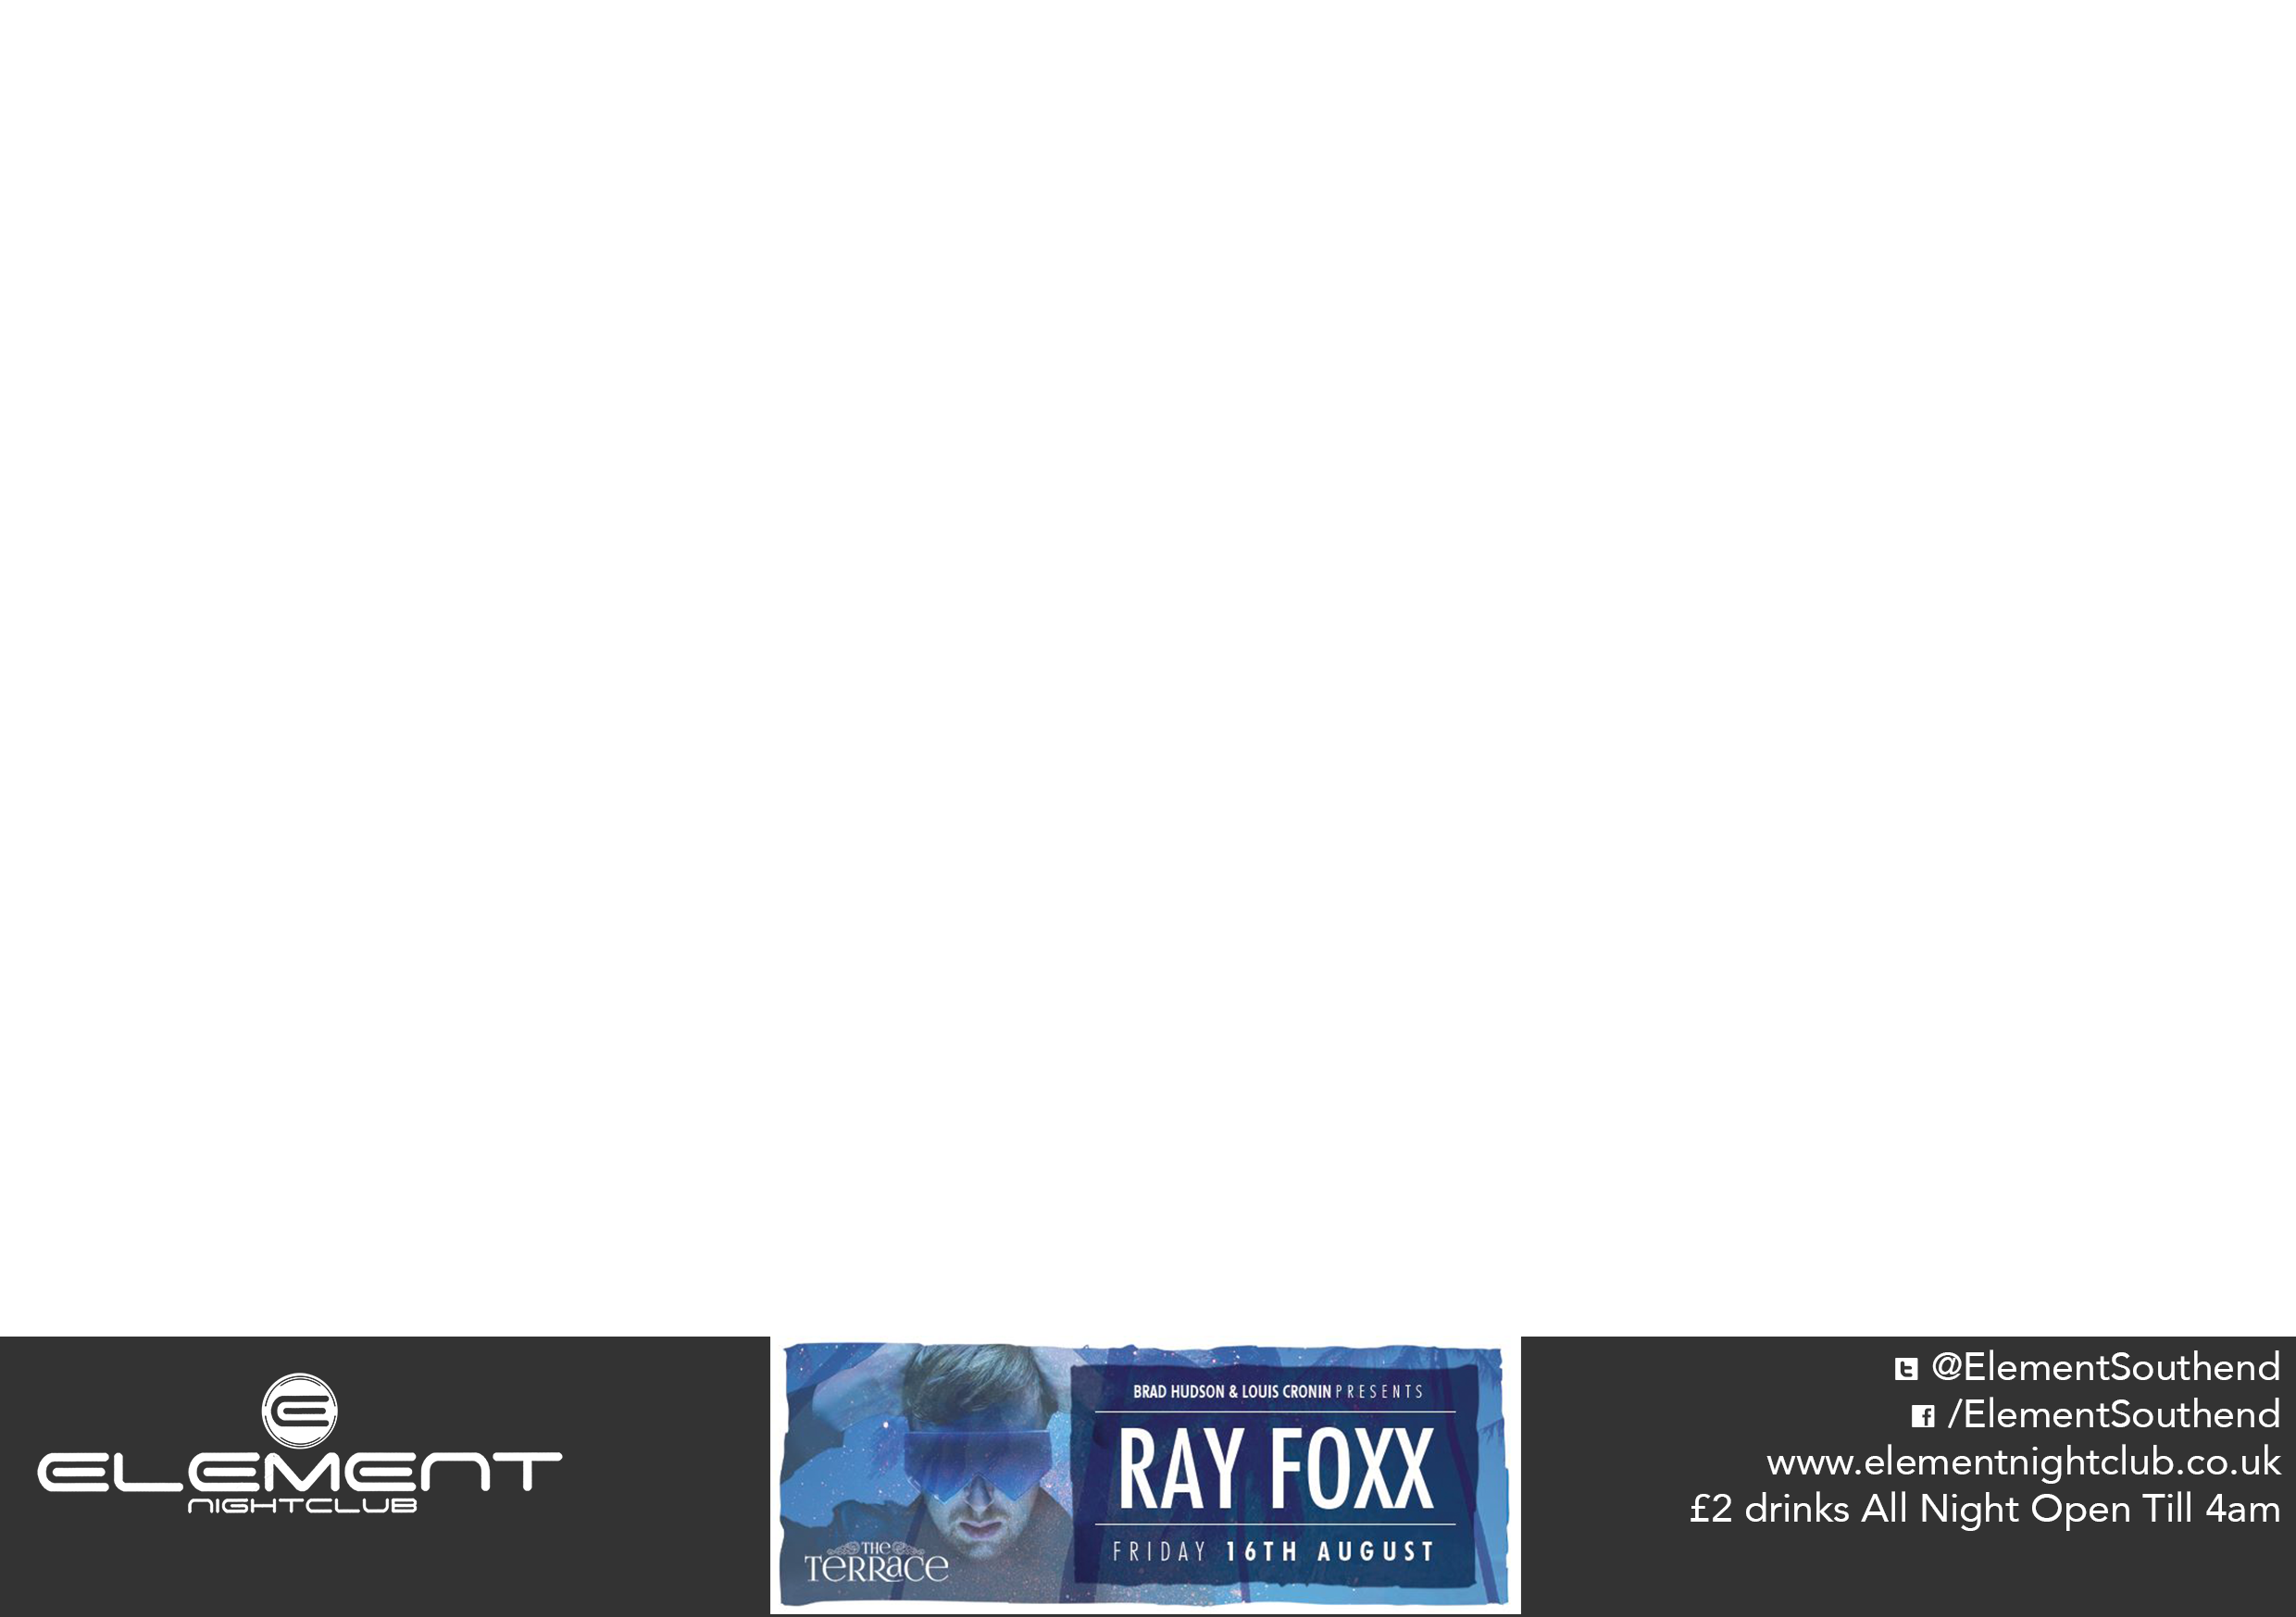 ELEMENT
NIGHTCLUB
BRAD HUDSON & LOUIS CRONIN PRESENTS
RAY FOXX
FRIDAY 16TH AUGUST
THE
TERRACE
@ElementSouthend
/ElementSouthend
www.elementnightclub.co.uk
£2 drinks All Night Open Till 4am